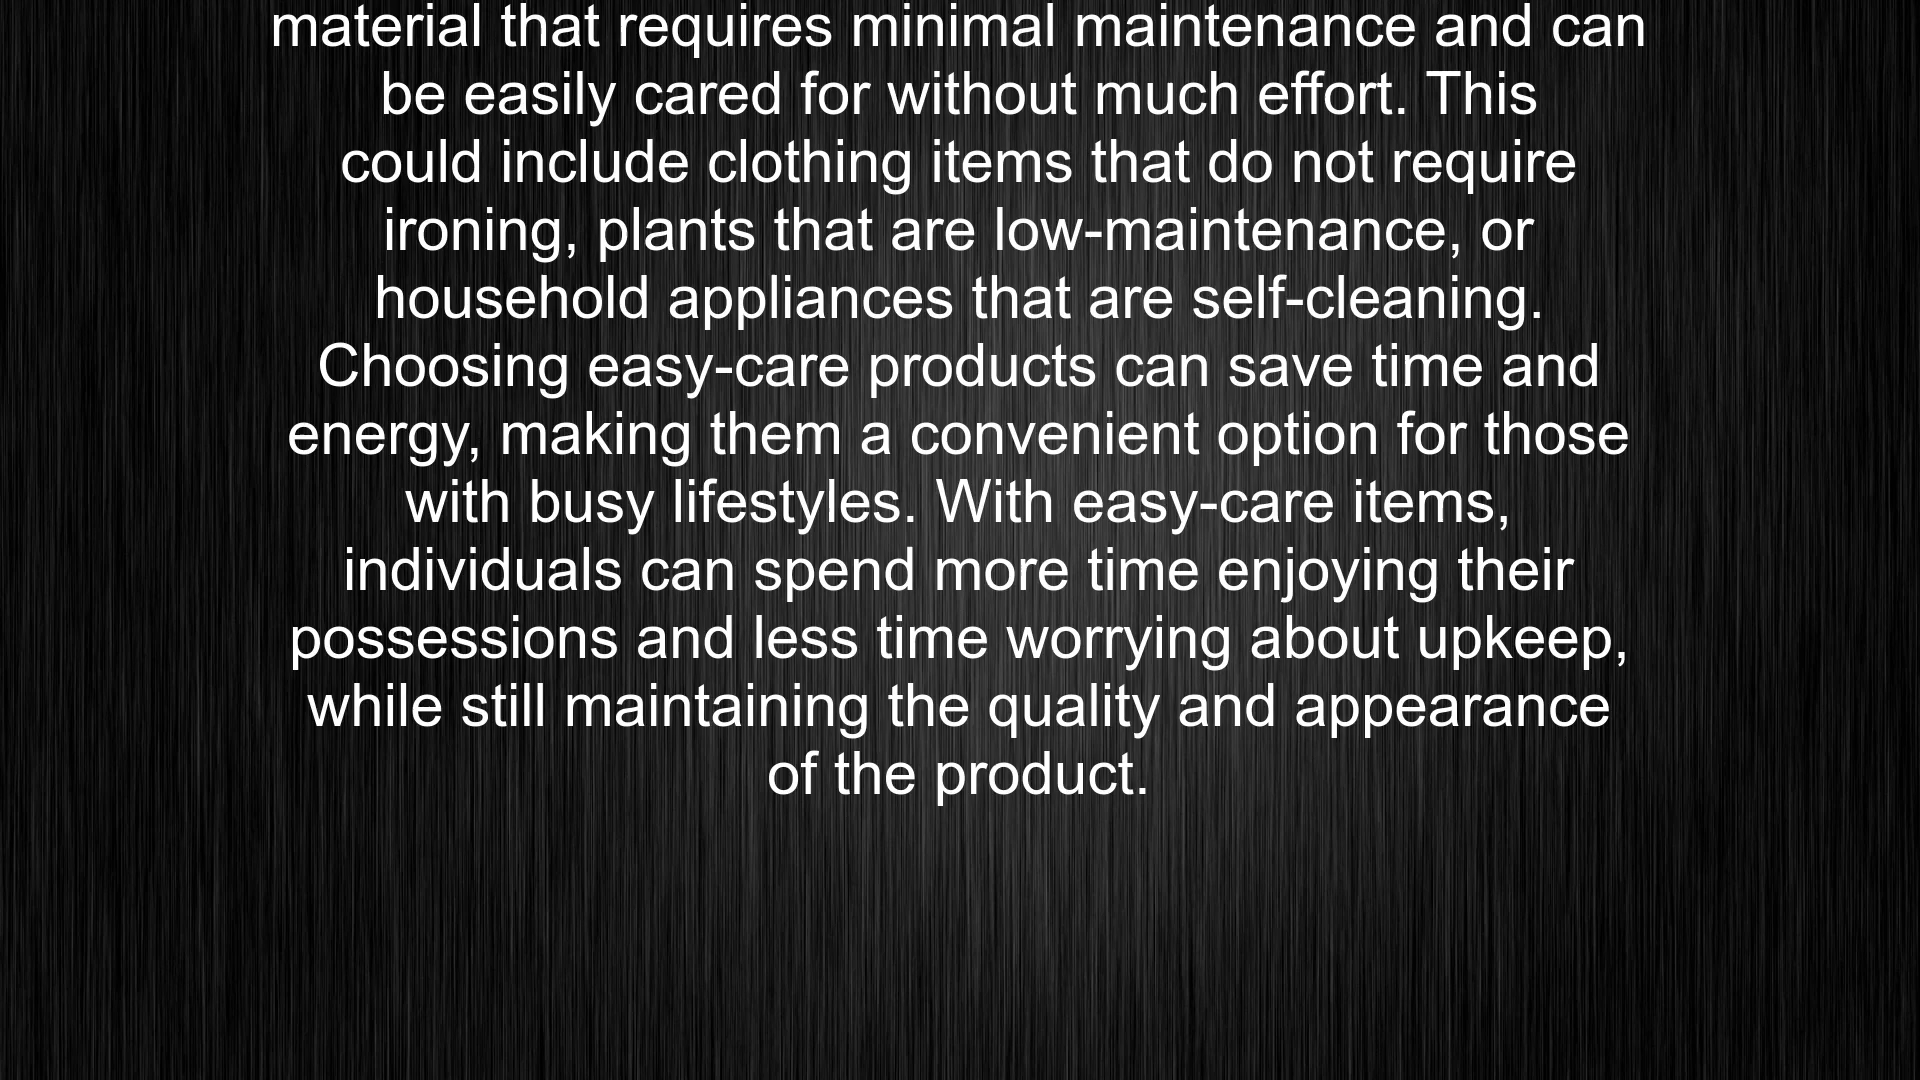 material that requires minimal maintenance and can
be easily cared for without much effort. This
could include clothing items that do not require
ironing, plants that are low-maintenance, or
household appliances that are self-cleaning.
Choosing easy-care products can save time and
energy, making them a convenient option for those
with busy lifestyles. With easy-care items,
individuals can spend more time enjoying their
possessions and less time worrying about upkeep,
while still maintaining the quality and appearance
of the product.